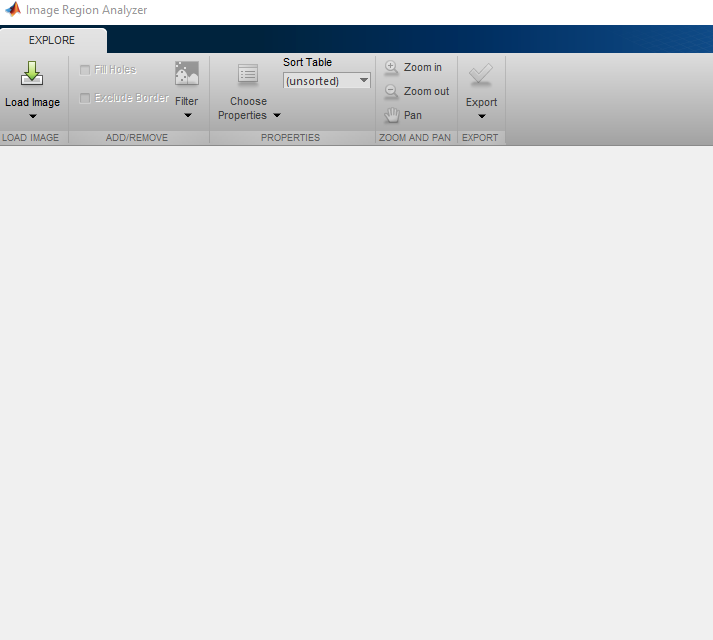 Image Region Analyzer
EXPLORE
Load Image
LOAD IMAGE
Fill Holes
Exclude Border
Filter
ADD/REMOVE
Choose
Properties
Sort Table
(unsorted)
PROPERTIES
Zoom in
Zoom out
Pan
ZOOM AND PAN
Export
EXPORT